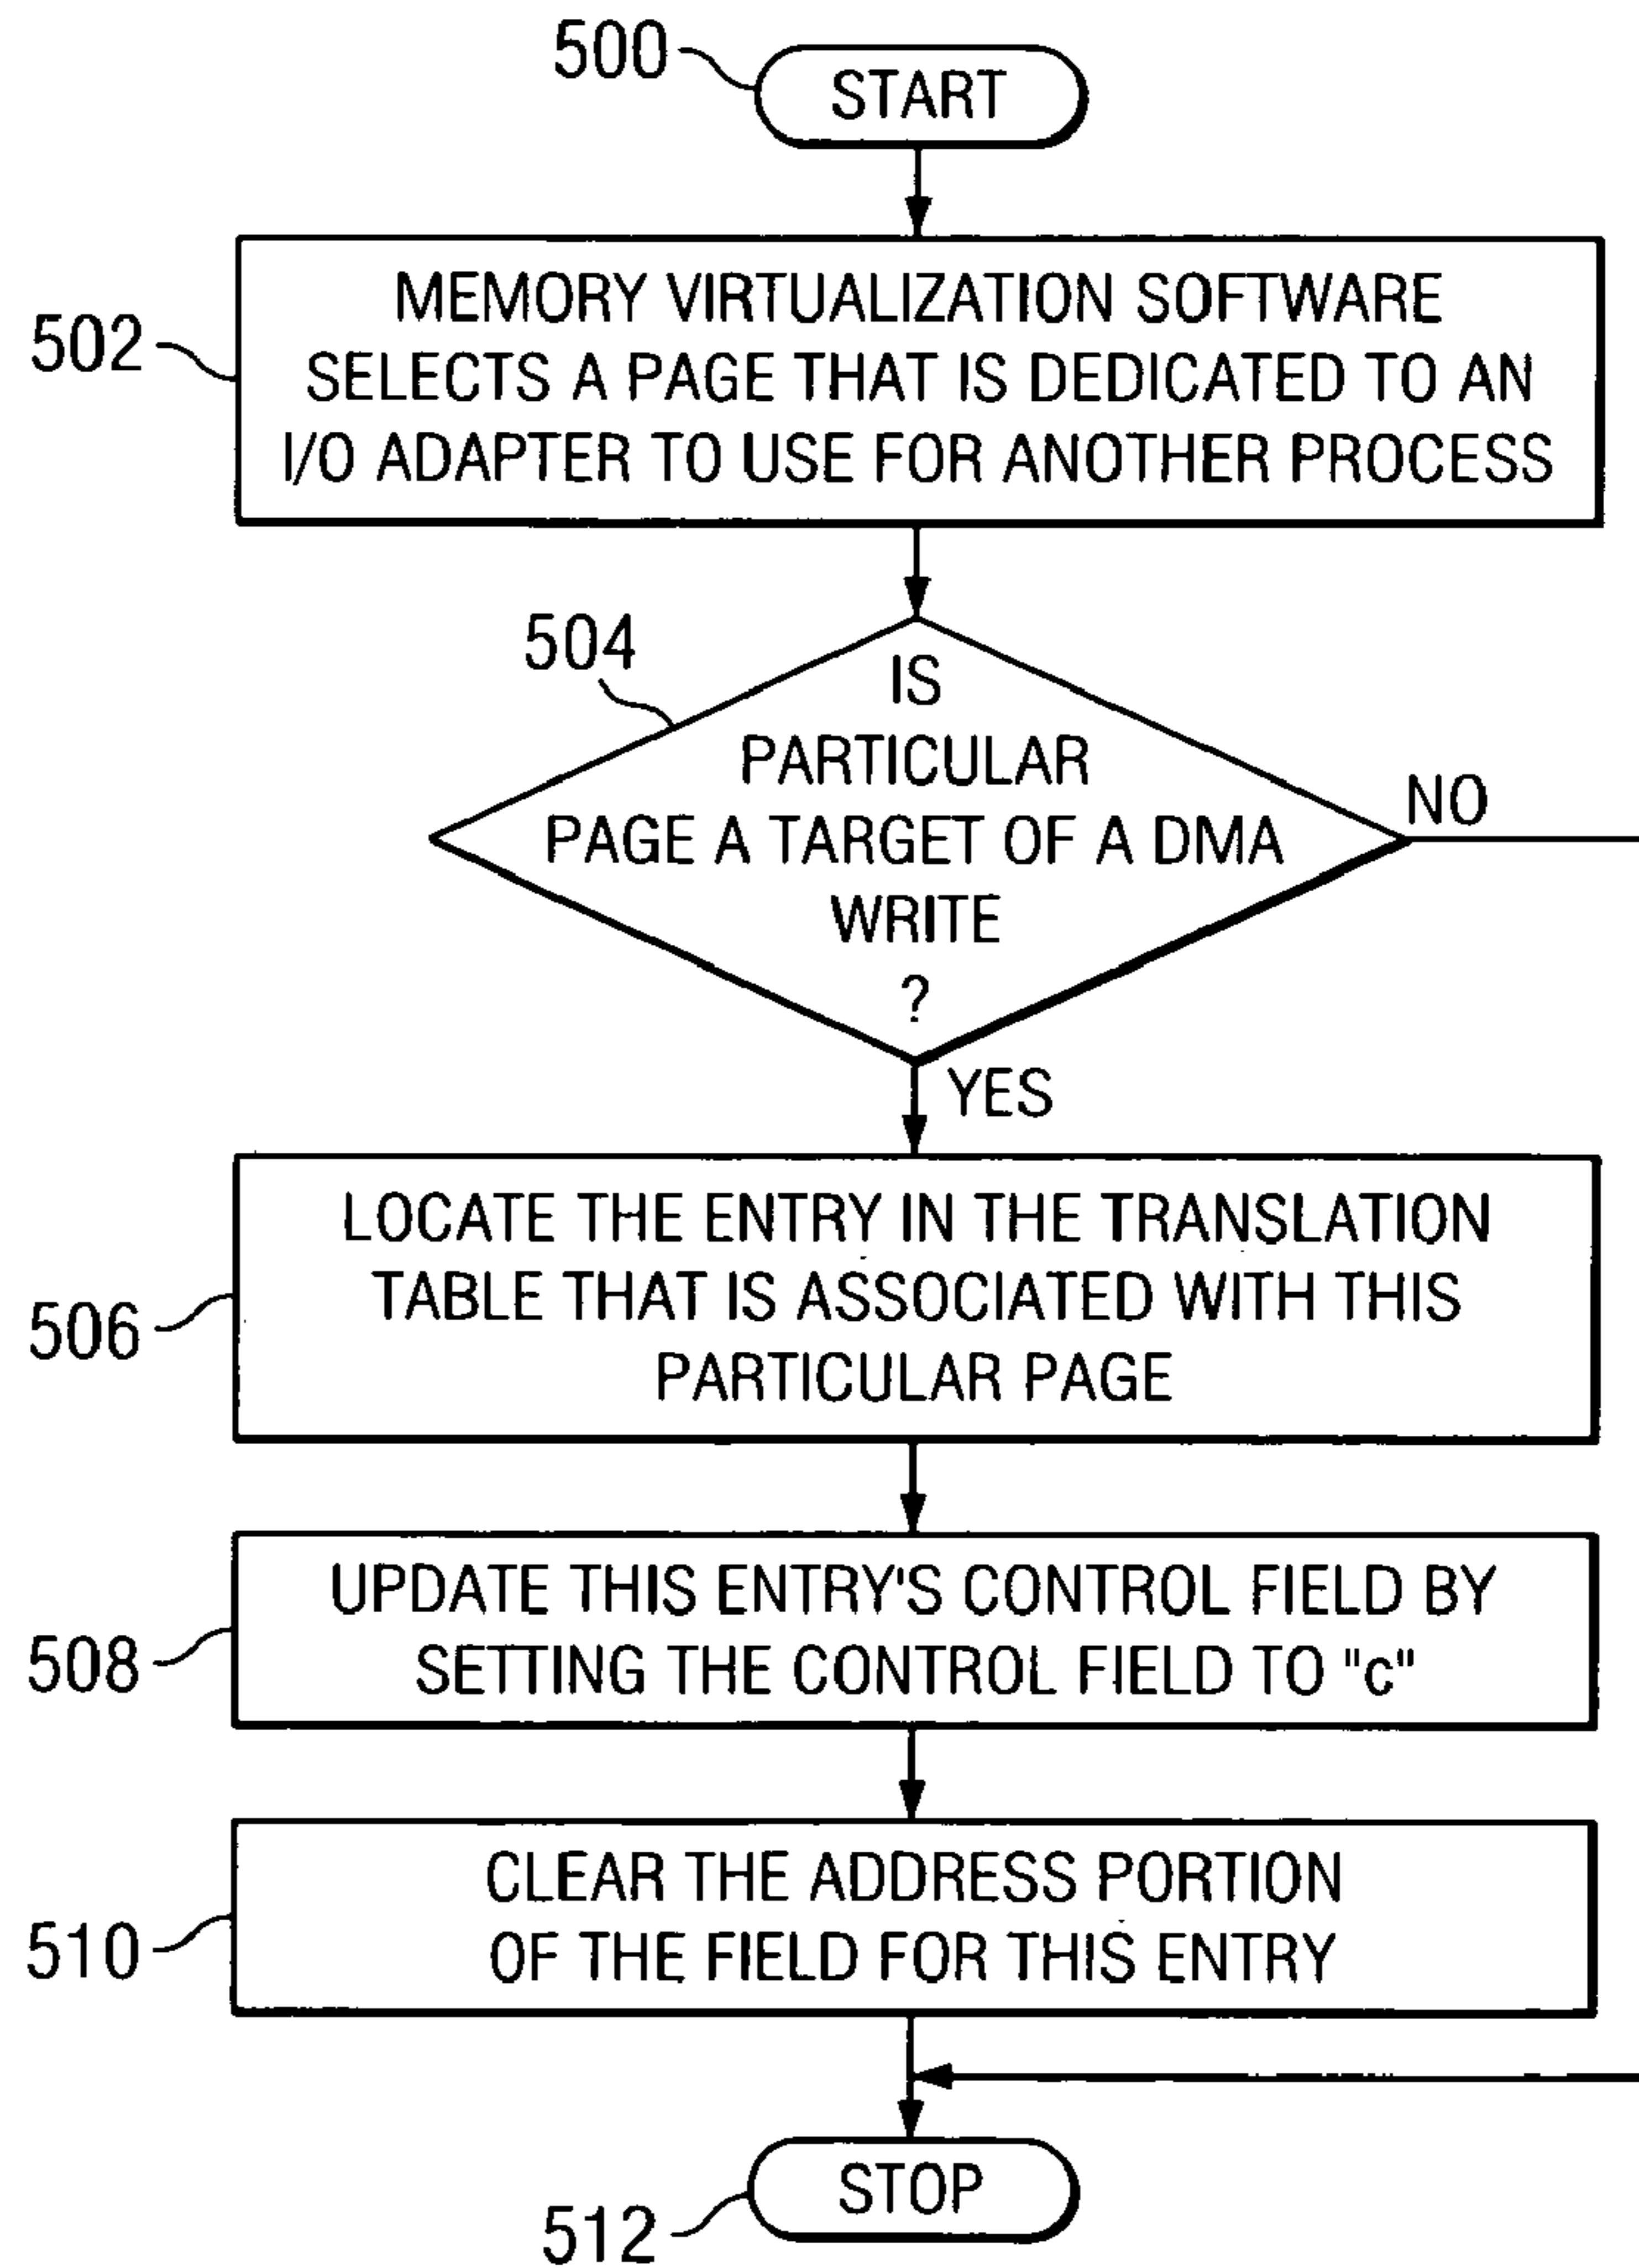 500
START
502
MEMORY VIRTUALIZATION SOFTWARE
SELECTS A PAGE THAT IS DEDICATED TO AN
I/O ADAPTER TO USE FOR ANOTHER PROCESS
504
IS
PARTICULAR
PAGE A TARGET OF A DMA
WRITE
?
NO
YES
506
LOCATE THE ENTRY IN THE TRANSLATION
TABLE THAT IS ASSOCIATED WITH THIS
PARTICULAR PAGE
508
UPDATE THIS ENTRY'S CONTROL FIELD BY
SETTING THE CONTROL FIELD TO "c"
510
CLEAR THE ADDRESS PORTION
OF THE FIELD FOR THIS ENTRY
STOP
512